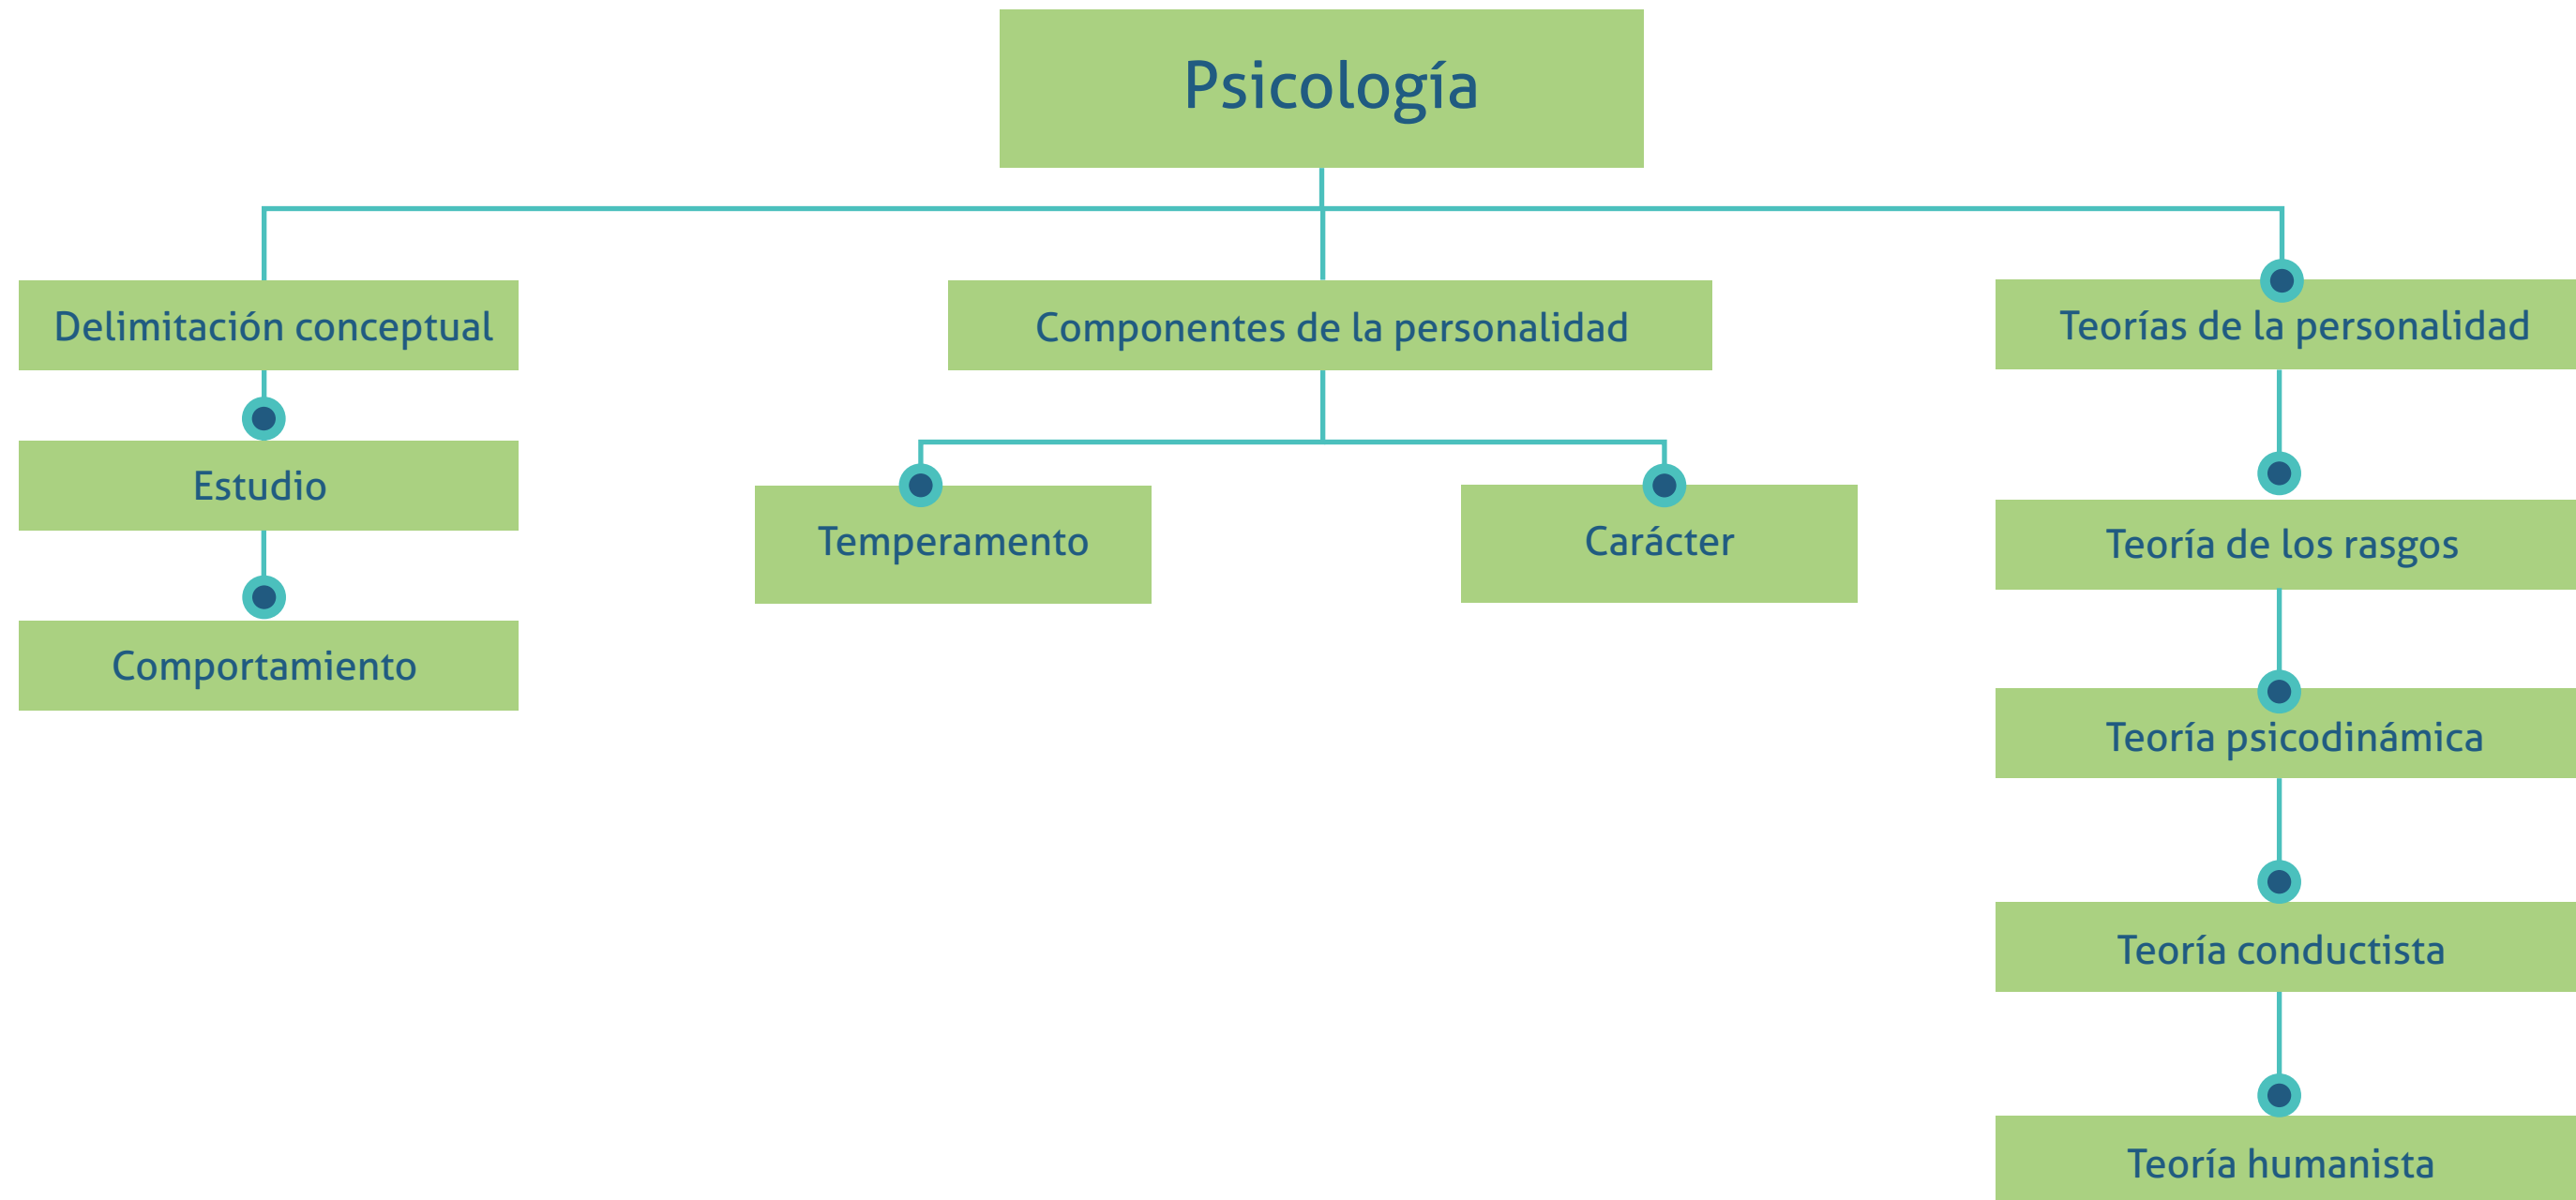 Psicología
Delimitación conceptual
Estudio
Comportamiento
Componentes de la personalidad
Temperamento
Carácter
Teorías de la personalidad
Teoría de los rasgos
Teoría psicodinámica
Teoría conductista
Teoría humanista